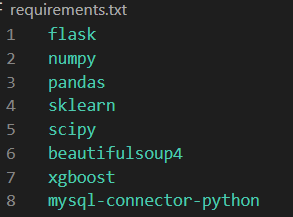 requirements.txt
1 flask
2 numpy
3 pandas
4 sklearn
5 scipy
6 beautifulsoup4
7 xgboost
8 mysql-connector-python